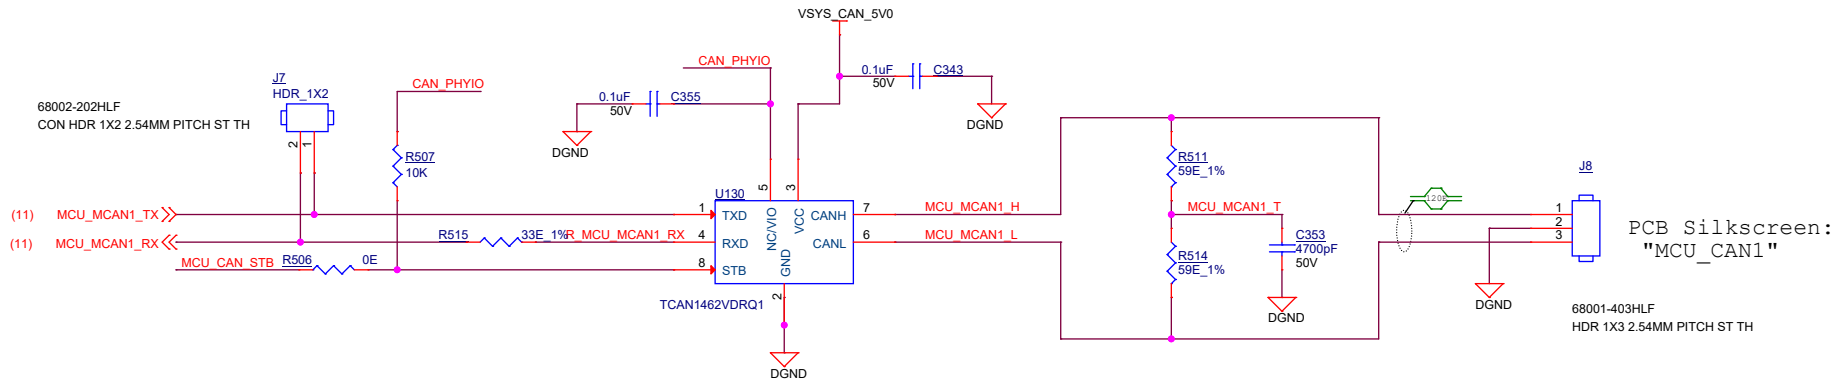 VSYS_CAN_5V0
CAN_PHYIO
0.1uF
50V
C343
DGND
J7
HDR_1X2
CAN_PHYIO
68002-202HLF
CON HDR 1X2 2.54MM PITCH ST TH
0.1uF
50V
C355
DGND
2
1
R507
10K
R511
59E_1%
J8
U130
5
3
120E
(11)
MCU_MCAN1_TX
1
TXD
NC/VIO
VCC
CANH
7
MCU_MCAN1_H
MCU_MCAN1_T
1
2
3
PCB Silkscreen:
"MCU_CAN1"
(11)
MCU_MCAN1_RX
R515
33E_1%
R_MCU_MCAN1_RX
4
RXD
GND
CANL
6
MCU_MCAN1_L
C353
4700pF
50V
MCU_CAN_STB
R506
0E
8
STB
R514
59E_1%
2
TCAN1462VDRQ1
DGND
DGND
DGND
68001-403HLF
HDR 1X3 2.54MM PITCH ST TH